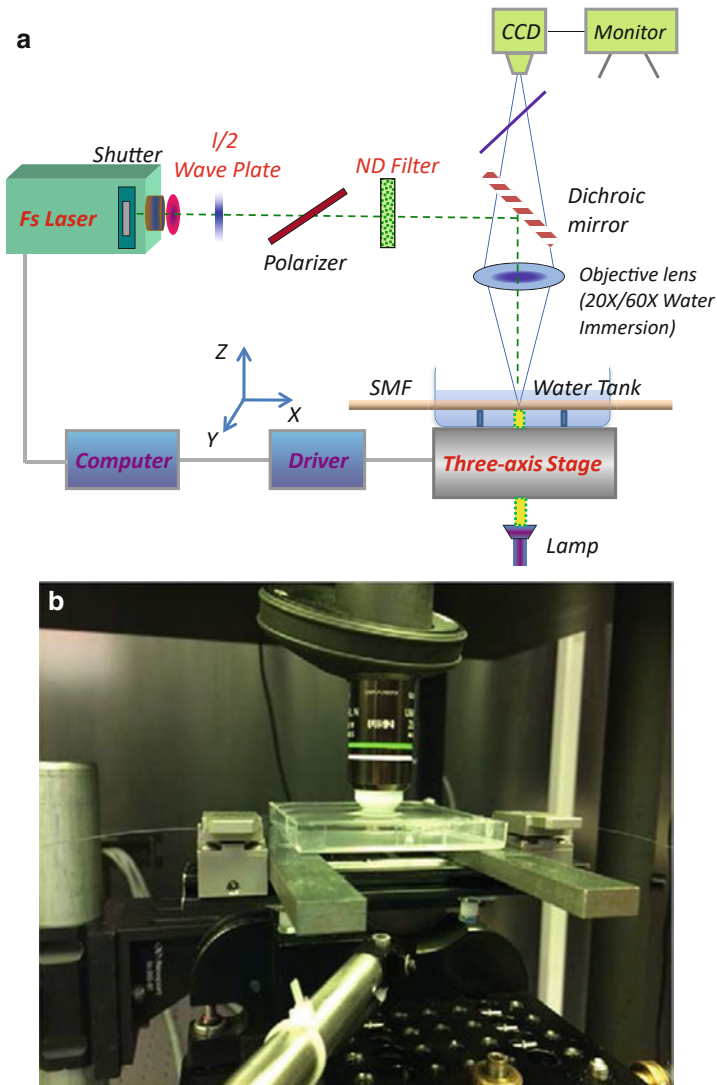 a
CCD
Monitor
Shutter
l/2
Wave Plate
ND Filter
Fs Laser
Polarizer
Dichroic
mirror
Objective lens
(20X/60X Water
Immersion)
Z
X
Y
SMF
Water Tank
Computer
Driver
Three-axis Stage
Lamp
b
Newport